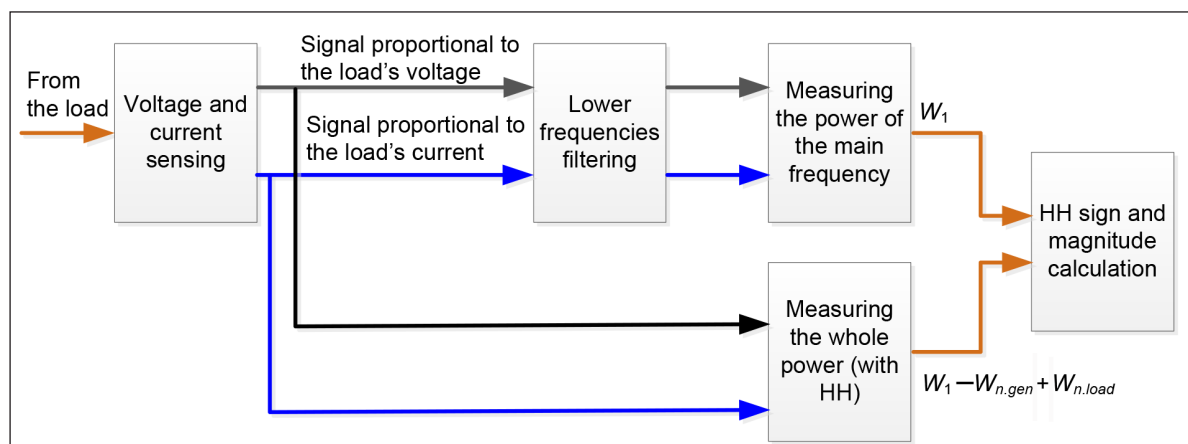 From
the load
Voltage and
current
sensing
Signal proportional to
the load’s voltage
Signal proportional to
the load’s current
Lower
frequencies
filtering
Measuring
the power of
the main
frequency
W1
HH sign and
magnitude
calculation
Measuring
the whole
power (with
HH)
W1 – Wn.gen + Wn.load